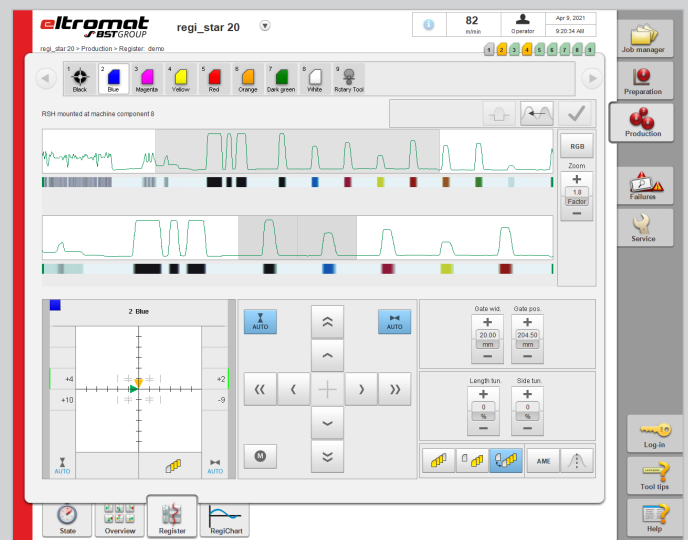 eltromat
BST GROUP
regi_star 20
82
m/min
Operator
Apr 9, 2021
9:20:34 AM
regi_star 20 > Production > Register: demo
1 2 3 4 5 6 7 8 9
Job manager
Preparation
Production
Failures
Service
Log-in
Tool tips
Help
1 Black
2 Blue
3 Magenta
4 Yellow
5 Red
6 Orange
7 Dark green
8 White
9 Rotary Tool
RSH mounted at machine component 8
RGB
Zoom
1.8
Factor
2 Blue
+4
+2
+10
-9
AUTO
AUTO
AUTO
AUTO
M
Gate wid.
Gate pos.
20.00
204.50
mm
mm
Length tun.
Side tun.
0
0
%
%
AME
State
Overview
Register
RegiChart